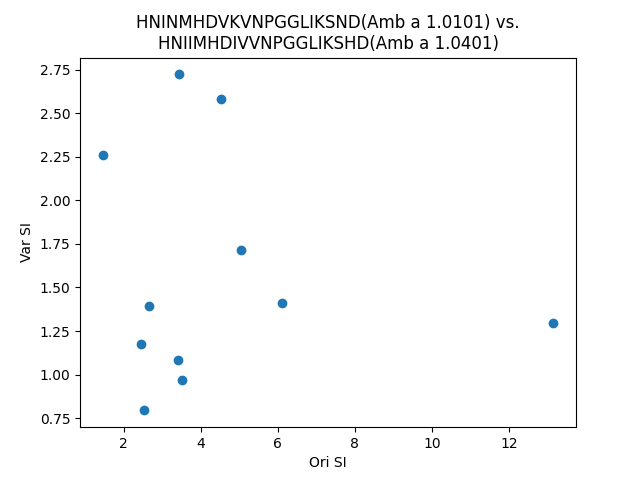 HNINMHDVKVNPGGLIKSND(Amb a 1.0101) vs.
HNIIMHDIVVNPGGLIKSHD(Amb a 1.0401)
2.75
2.50
2.25
2.00
1.75
1.50
1.25
1.00
0.75
Var SI
2 4 6 8 10 12
Ori SI